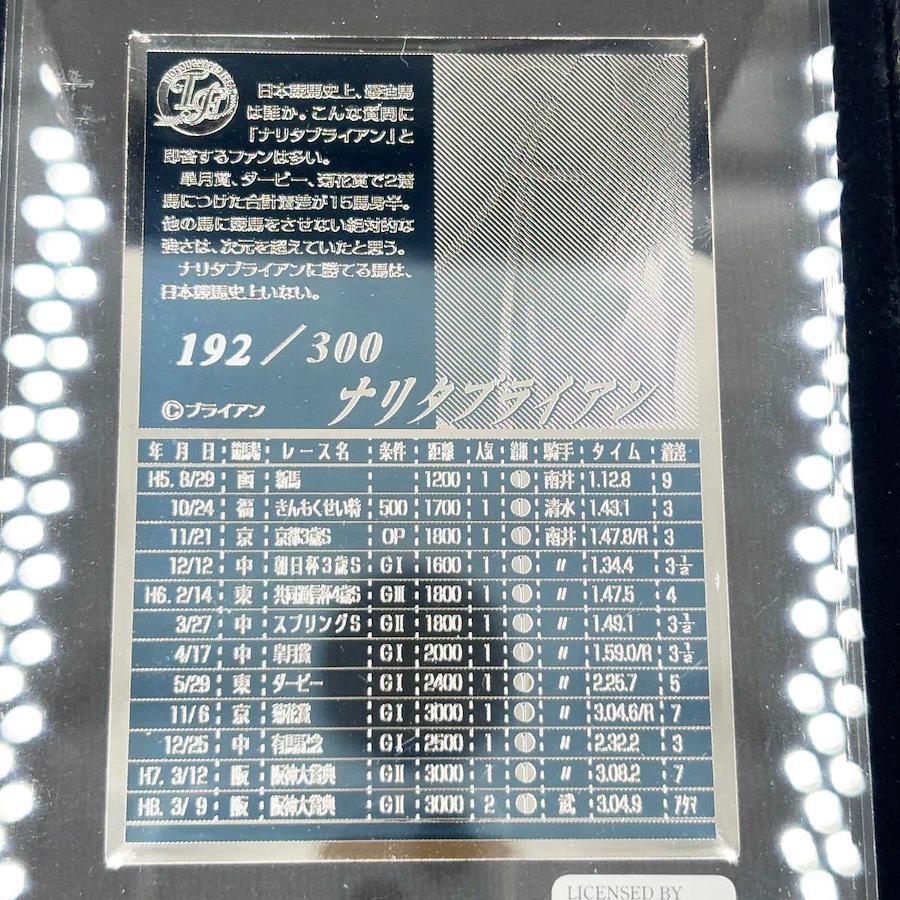 THOROUGHBRED
日本競馬史上、最強馬
は誰か。こんな質問に
『ナリタブライアン』と
即答するファンは多い。
皐月賞、ダービー、菊花賞で2着
馬につけた合計着差が15馬身半。
他の馬に競馬をさせない絶対的な
強さは、次元を超えていたと思う。
ナリタブライアンに勝てる馬は、
日本競馬史上いない。
192／300
ナリタブライアン
©ブライアン
年 月 日 競馬場 レース名 条件 距離 人気 着順 騎手 タイム 着差
H5. 8/29 函 新馬 1200 1 ① 南井 1.12.8 9
10/24 福 きんもくせい特 500 1700 1 ① 清水 1.43.1 3
11/21 京 京都3歳S OP 1800 1 ① 南井 1.47.8/R 3
12/12 中 朝日杯3歳S GI 1600 1 ① 〃 1.34.4 3½
H6. 2/14 東 共同通信杯4歳S GIII 1800 1 ① 〃 1.47.5 4
3/27 中 スプリングS GII 1800 1 ① 〃 1.49.1 3½
4/17 中 皐月賞 GI 2000 1 ① 〃 1.59.0/R 3½
5/29 東 ダービー GI 2400 1 ① 〃 2.25.7 5
11/6 京 菊花賞 GI 3000 1 ① 〃 3.04.6/R 7
12/25 中 有馬記念 GI 2500 1 ① 〃 2.32.2 3
H7. 3/12 阪 阪神大賞典 GII 3000 1 ① 〃 3.08.2 7
H8. 3/ 9 阪 阪神大賞典 GII 3000 2 ① 武 3.04.9 アタマ
LICENSED BY